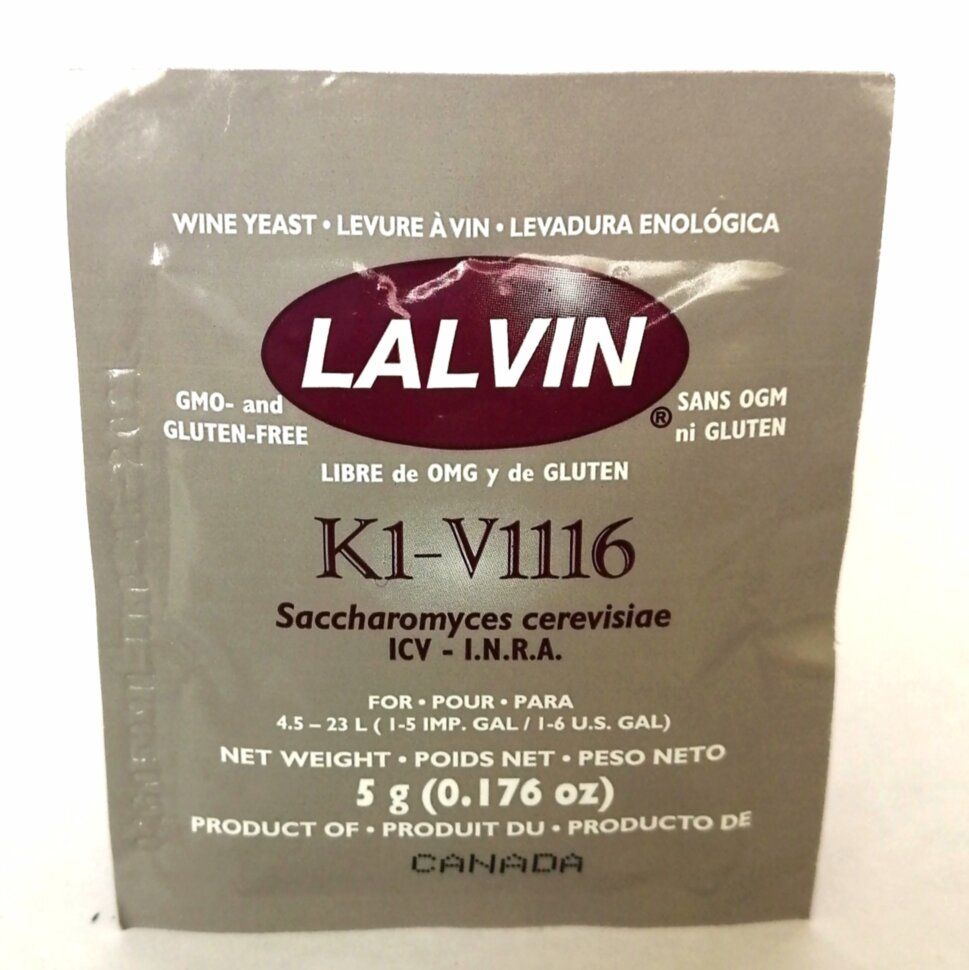 WINE YEAST • LEVURE À VIN • LEVADURA ENOLÓGICA
LALVIN®
GMO- and
GLUTEN-FREE
SANS OGM
ni GLUTEN
LIBRE de OMG y de GLUTEN
K1-V1116
Saccharomyces cerevisiae
ICV - I.N.R.A.
FOR • POUR • PARA
4.5 – 23 L ( 1-5 IMP. GAL / 1-6 U.S. GAL)
NET WEIGHT • POIDS NET • PESO NETO
5 g (0.176 oz)
PRODUCT OF • PRODUIT DU • PRODUCTO DE
CANADA